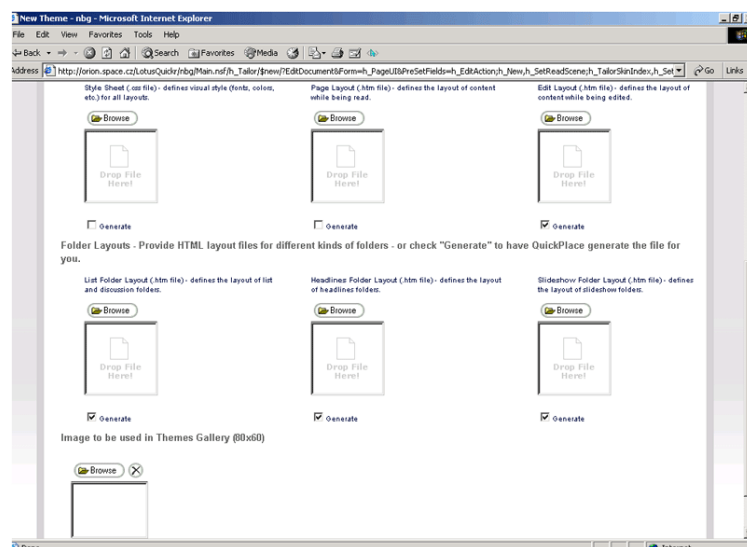 New Theme - nbg - Microsoft Internet Explorer
File Edit View Favorites Tools Help
Back Search Favorites Media
Address http://orion.space.cz/LotusQuickr/nbg/Main.nsf/h_Tailor/$new/?EditDocument&Form=h_PageUI&PreSetFields=h_EditAction;h_New,h_SetReadScene;h_TailorSkinIndex,h_Set Go Links
Style Sheet (.css file) - defines visual style (fonts, colors, Page Layout (.htm file) - defines the layout of content Edit Layout (.htm file) - defines the layout of
etc.) for all layouts. while being read. content while being edited.
Browse Browse Browse
Drop File Drop File Drop File
Here! Here! Here!
Generate Generate Generate
Folder Layouts - Provide HTML layout files for different kinds of folders - or check "Generate" to have QuickPlace generate the file for
you.
List Folder Layout (.htm file) - defines the layout of list Headlines Folder Layout (.htm file) - defines the layout Slideshow Folder Layout (.htm file) - defines
and discussion folders. of headlines folders. the layout of slideshow folders.
Browse Browse Browse
Drop File Drop File Drop File
Here! Here! Here!
Generate Generate Generate
Image to be used in Themes Gallery (80x60)
Browse